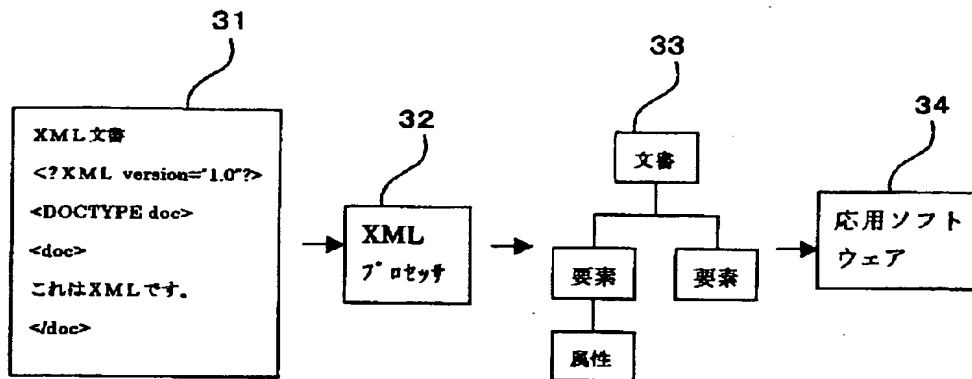 31
XML文書
<?XML version="1.0"?>
<DOCTYPE doc>
<doc>
これはXMLです。
</doc>
32
XML
プロセッサ
33
文書
要素
要素
属性
34
応用ソフト
ウェア